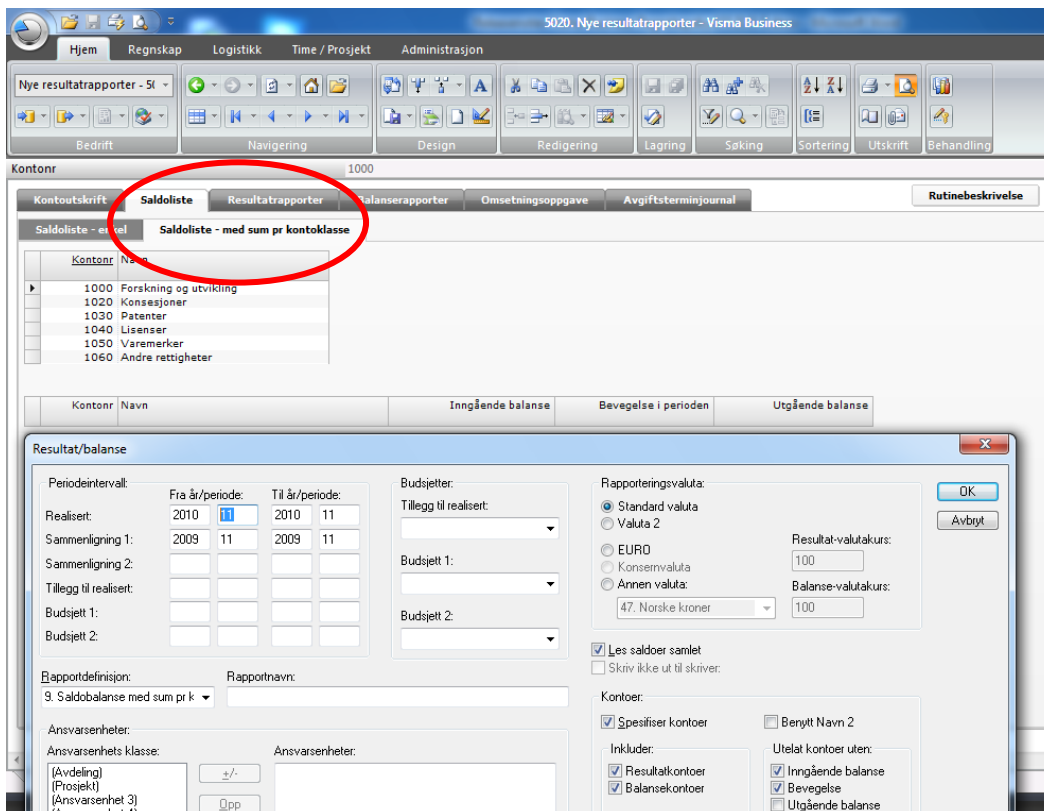 5020. Nye resultatrapporter - Visma Business
Hjem Regnskap Logistikk Time / Prosjekt Administrasjon
Nye resultatrapporter - 5(
Bedrift Navigering Design Redigering Lagring Søking Sortering Utskrift Behandling
Kontonr 1000
Kontoutskrift Saldoliste Resultatrapporter Balanserapporter Omsetningsoppgave Avgiftsterminjournal Rutinebeskrivelse
Saldoliste - enkel Saldoliste - med sum pr kontoklasse
Kontonr Navn
1000 Forskning og utvikling
1020 Konsesjoner
1030 Patenter
1040 Lisenser
1050 Varemerker
1060 Andre rettigheter
Kontonr Navn Inngående balanse Bevegelse i perioden Utgående balanse
Resultat/balanse
Periodeintervall:
Fra år/periode: Til år/periode:
Realisert: 2010 11 2010 11
Sammenligning 1: 2009 11 2009 11
Sammenligning 2:
Tillegg til realisert:
Budsjett 1:
Budsjett 2:
Budsjetter:
Tillegg til realisert:
Budsjett 1:
Budsjett 2:
Rapporteringsvaluta:
Standard valuta
Valuta 2
EURO
Konsernvaluta
Annen valuta:
47. Norske kroner
Resultat-valutakurs:
100
Balanse-valutakurs:
100
OK
Avbryt
Les saldoer samlet
Skriv ikke ut til skriver:
Rapportdefinisjon: Rapportnavn:
9. Saldobalanse med sum pr k
Kontoer:
Spesifiser kontoer Benytt Navn 2
Inkluder:
Resultatkontoer
Balansekontoer
Utelat kontoer uten:
Inngående balanse
Bevegelse
Utgående balanse
Ansvarsenheter:
Ansvarsenhets klasse: Ansvarsenheter:
(Avdeling)
(Prosjekt)
(Ansvarsenhet 3)
+/-
Opp